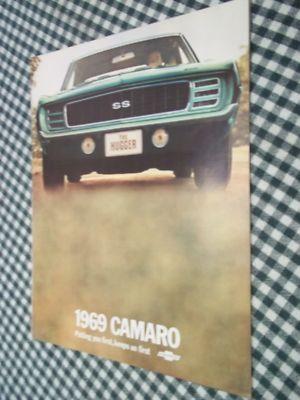 SS
THE
HUGGER
1969 CAMARO
Putting you first, keeps us first